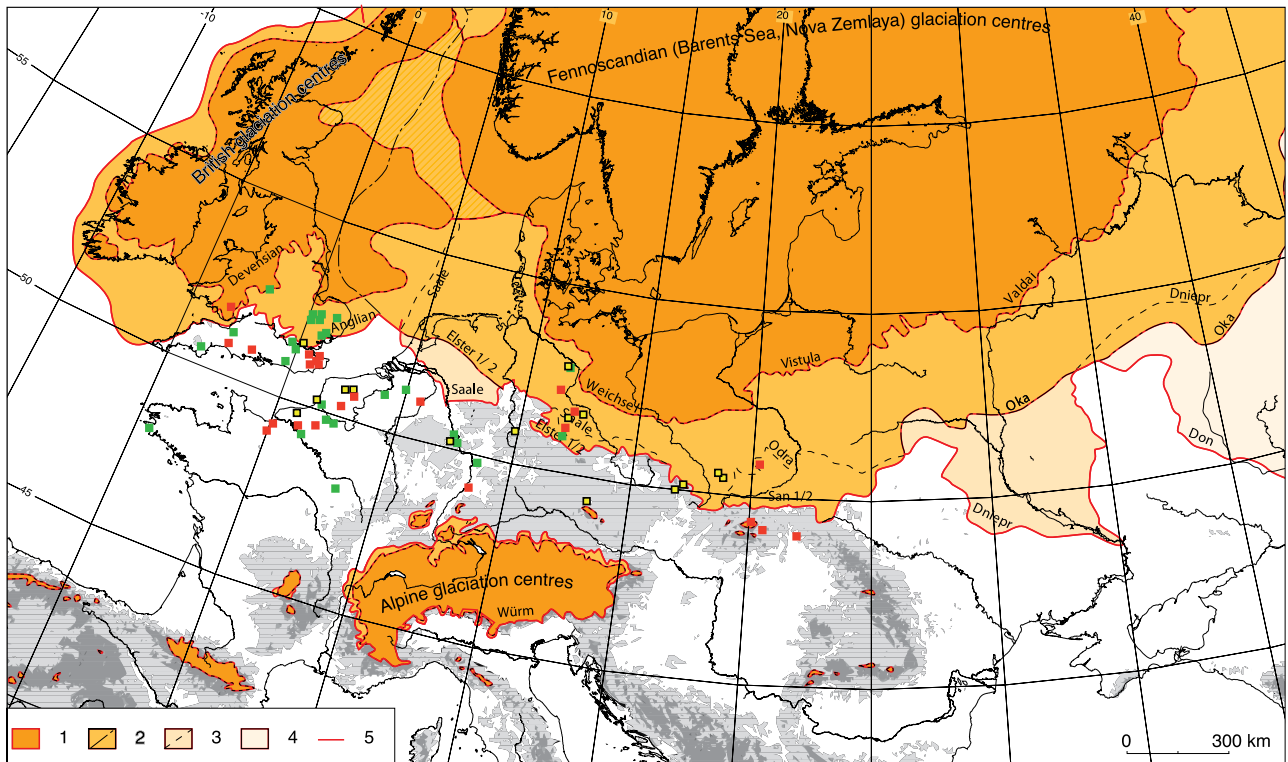 -10
0
10
20
40
-55
-50
-45
Fennoscandian (Barents Sea, Nova Zemlaya) glaciation centres
British glaciation centres
Devensian
Anglian
Saale
Elster 1/2
Saale
Weichsel
Saale
Elster 1/2
Odra
San 1/2
Vistula
Valdai
Dniepr
Oka
Oka
Don
Dniepr
Alpine glaciation centres
Würm
1
2
3
4
5
0 300 km